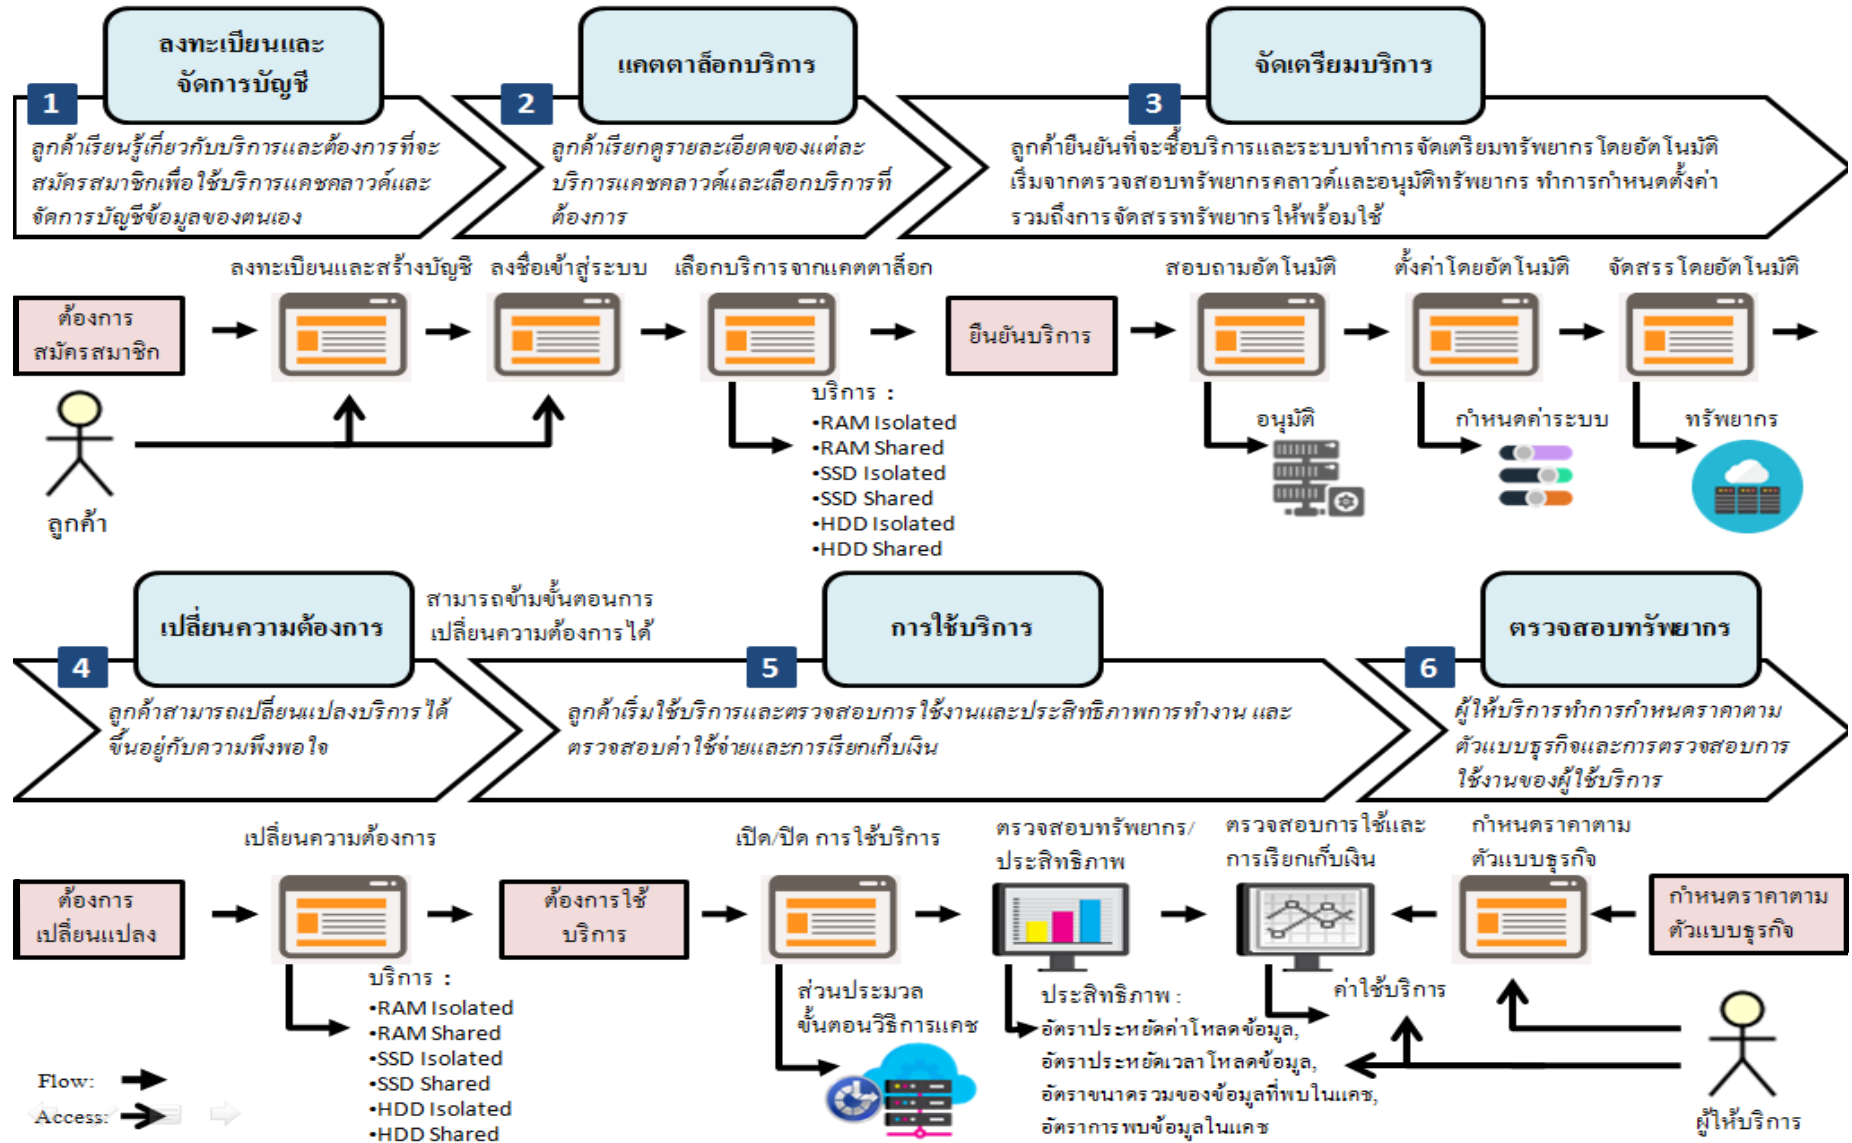 ลงทะเบียนและ
จัดการบัญชี
แคตตาล็อกบริการ
จัดเตรียมบริการ
1
2
3
ลูกค้าเรียนรู้เกี่ยวกับบริการและต้องการที่จะ
สมัครสมาชิกเพื่อใช้บริการแคชคลาวด์และ
จัดการบัญชีข้อมูลของตนเอง
ลูกค้าเรียกดูรายละเอียดของแต่ละ
บริการแคชคลาวด์และเลือกบริการที่
ต้องการ
ลูกค้ายืนยันที่จะซื้อบริการและระบบทำการจัดเตรียมทรัพยากรโดยอัตโนมัติ
เริ่มจากตรวจสอบทรัพยากรคลาวด์และอนุมัติทรัพยากร ทำการกำหนดตั้งค่า
รวมถึงการจัดสรรทรัพยากรให้พร้อมใช้
ลงทะเบียนและสร้างบัญชี
ลงชื่อเข้าสู่ระบบ
เลือกบริการจากแคตตาล็อก
สอบถามอัตโนมัติ
ตั้งค่าโดยอัตโนมัติ
จัดสรรโดยอัตโนมัติ
ต้องการ
สมัครสมาชิก
ยืนยันบริการ
ลูกค้า
บริการ :
•RAM Isolated
•RAM Shared
•SSD Isolated
•SSD Shared
•HDD Isolated
•HDD Shared
อนุมัติ
กำหนดค่าระบบ
ทรัพยากร
เปลี่ยนความต้องการ
สามารถข้ามขั้นตอนการ
เปลี่ยนความต้องการได้
การใช้บริการ
ตรวจสอบทรัพยากร
4
5
6
ลูกค้าสามารถเปลี่ยนแปลงบริการได้
ขึ้นอยู่กับความพึงพอใจ
ลูกค้าเริ่มใช้บริการและตรวจสอบการใช้งานและประสิทธิภาพการทำงาน และ
ตรวจสอบค่าใช้จ่ายและการเรียกเก็บเงิน
ผู้ให้บริการทำการกำหนดราคาตาม
ตัวแบบธุรกิจและการตรวจสอบการ
ใช้งานของผู้ใช้บริการ
เปลี่ยนความต้องการ
เปิด/ปิด การใช้บริการ
ตรวจสอบทรัพยากร/
ประสิทธิภาพ
ตรวจสอบการใช้และ
การเรียกเก็บเงิน
กำหนดราคาตาม
ตัวแบบธุรกิจ
ต้องการ
เปลี่ยนแปลง
ต้องการใช้
บริการ
กำหนดราคาตาม
ตัวแบบธุรกิจ
บริการ :
•RAM Isolated
•RAM Shared
•SSD Isolated
•SSD Shared
•HDD Isolated
•HDD Shared
ส่วนประมวล
ขั้นตอนวิธีการแคช
ประสิทธิภาพ :
อัตราประหยัดค่าโหลดข้อมูล,
อัตราประหยัดเวลาโหลดข้อมูล,
อัตราขนาดรวมของข้อมูลที่พบในแคช,
อัตราการพบข้อมูลในแคช
ค่าใช้บริการ
ผู้ให้บริการ
Flow:
Access: